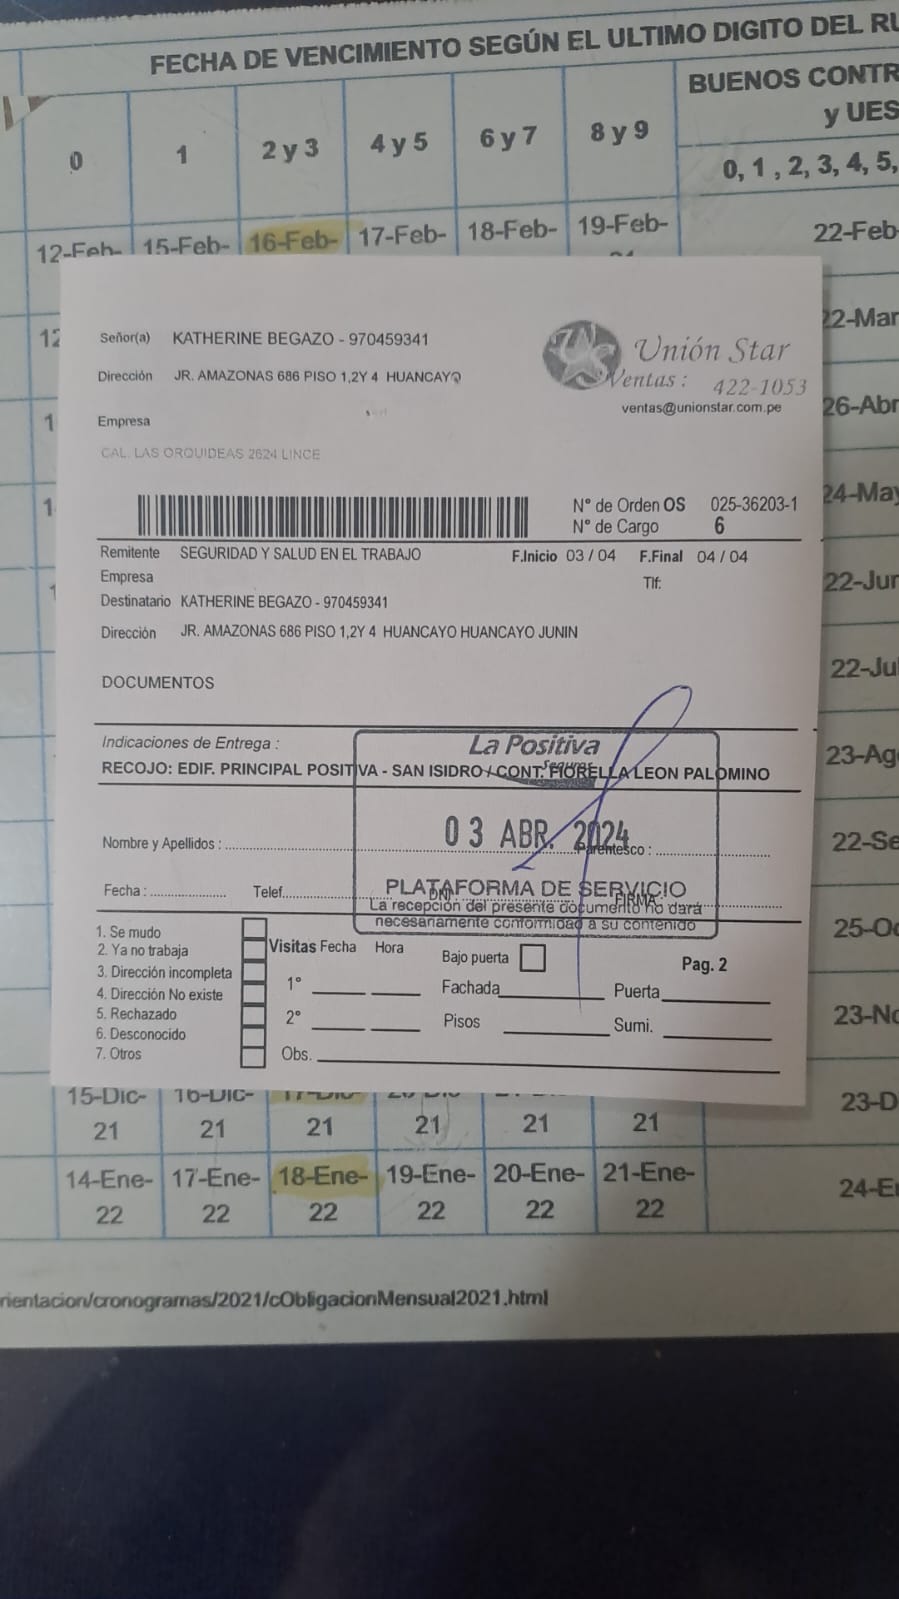 FECHA DE VENCIMIENTO SEGÚN EL ULTIMO DIGITO DEL
BUENOS
y UES
0 1 2 y 3 4 y 5 6 y 7 8 y 9
0, 1 , 2, 3, 4, 5,
12-Feb- 15-Feb- 16-Feb- 17-Feb- 18-Feb- 19-Feb- 22-Feb
22-Mar
26-Abr
24-May
22-Jun
22-Jul
23-Ago
22-Se
25-Oc
23-No
23-D
Señor(a) KATHERINE BEGAZO - 970459341
Dirección JR. AMAZONAS 686 PISO 1,2Y 4 HUANCAYO
Empresa
CAL. LAS ORQUIDEAS 2624 LINCE
Unión Star
Ventas : 422-1053
ventas@unionstar.com.pe
N° de Orden OS 025-36203-1
N° de Cargo 6
Remitente SEGURIDAD Y SALUD EN EL TRABAJO F.Inicio 03 / 04 F.Final 04 / 04
Empresa Tlf:
Destinatario KATHERINE BEGAZO - 970459341
Dirección JR. AMAZONAS 686 PISO 1,2Y 4 HUANCAYO HUANCAYO JUNIN
DOCUMENTOS
Indicaciones de Entrega :
RECOJO: EDIF. PRINCIPAL POSITIVA - SAN ISIDRO / CONT. FIORELLA LEON PALOMINO
La Positiva
Seguros
03 ABR. 2024
PLATAFORMA DE SERVICIO
La recepción del presente documento no dará
necesariamente conformidad a su contenido
Nombre y Apellidos : Parentesco :
Fecha : Telef. DNI FIRMA:
1. Se mudo
2. Ya no trabaja
3. Dirección incompleta
4. Dirección No existe
5. Rechazado
6. Desconocido
7. Otros
Visitas Fecha Hora Bajo puerta Pag. 2
1° Fachada Puerta
2° Pisos Sumi.
Obs.
15-Dic- 16-Dic- 17-Dic-
21 21 21 21 21 21
14-Ene- 17-Ene- 18-Ene- 19-Ene- 20-Ene- 21-Ene- 24-E
22 22 22 22 22 22
rientacion/cronogramas/2021/cObligacionMensual2021.html